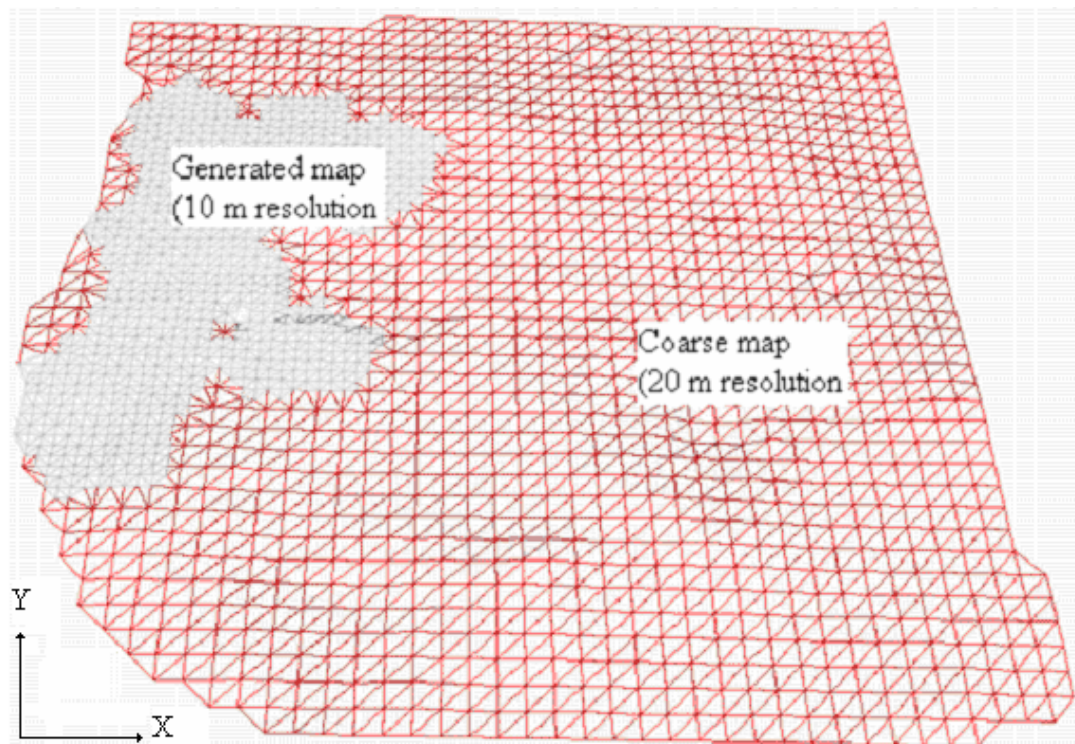 Generated map
(10 m resolution
Coarse map
(20 m resolution
Y
X